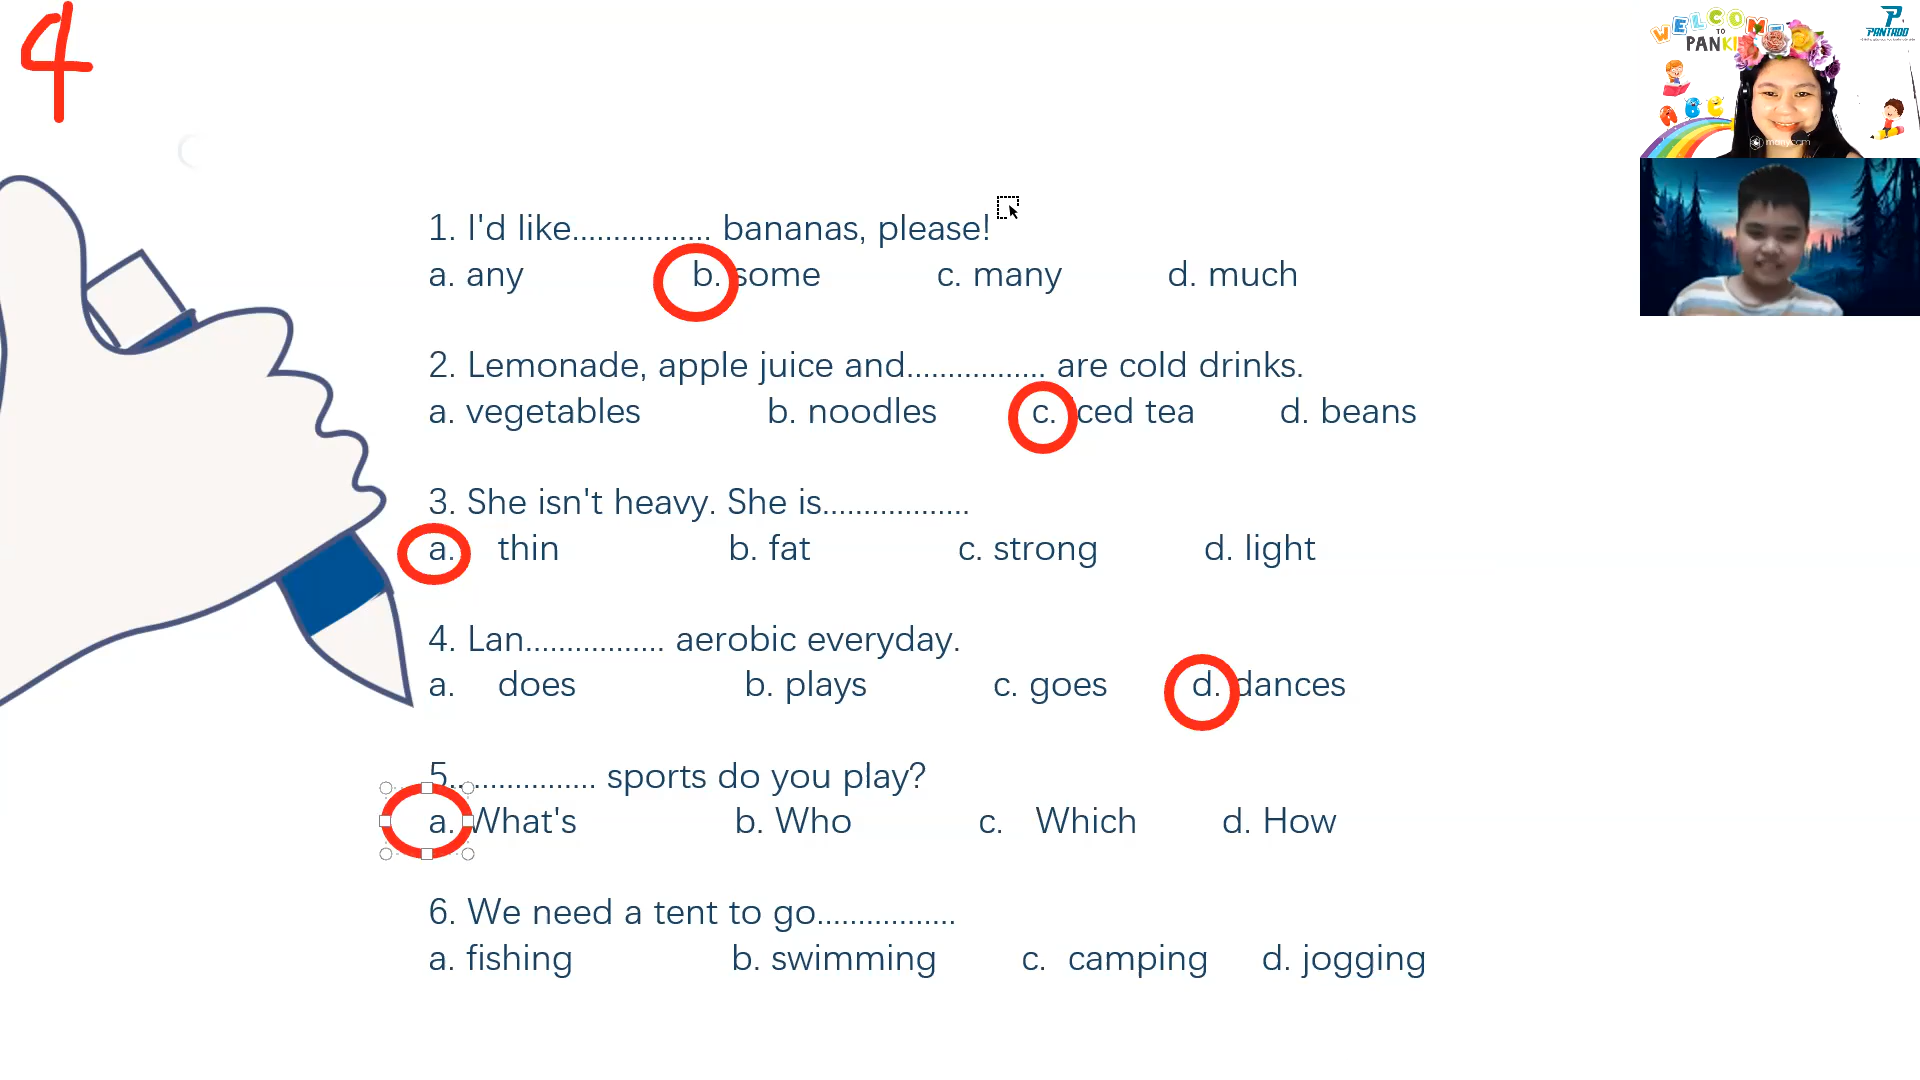 4
WELCOME
TO
PANKI
PANTADO
ABC
manycam
1. I'd like................. bananas, please!
a. any b. some c. many d. much
2. Lemonade, apple juice and................. are cold drinks.
a. vegetables b. noodles c. iced tea d. beans
3. She isn't heavy. She is..................
a. thin b. fat c. strong d. light
4. Lan................. aerobic everyday.
a. does b. plays c. goes d. dances
5.................. sports do you play?
a. What's b. Who c. Which d. How
6. We need a tent to go.................
a. fishing b. swimming c. camping d. jogging